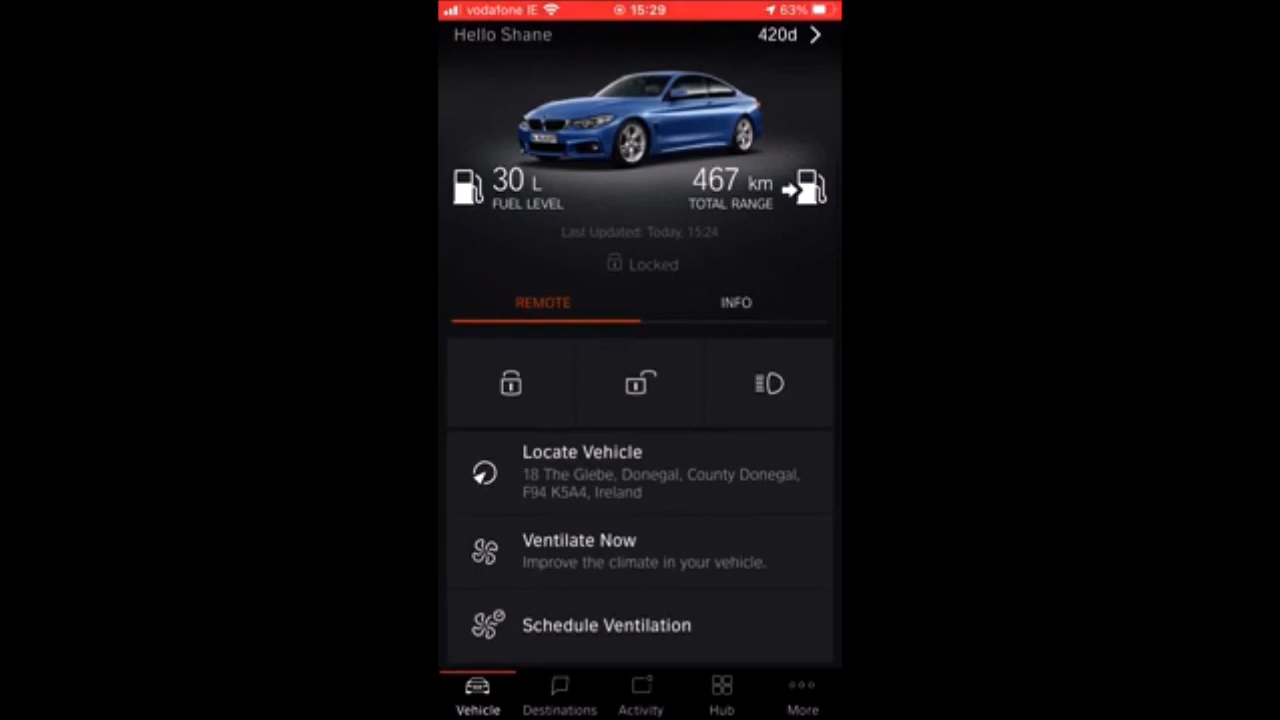 vodafone IE 15:29 63%
Hello Shane 420d
30 L 467 km
FUEL LEVEL TOTAL RANGE
Last Updated: Today, 15:24
Locked
REMOTE INFO
Locate Vehicle
18 The Glebe, Donegal, County Donegal,
F94 K5A4, Ireland
Ventilate Now
Improve the climate in your vehicle.
Schedule Ventilation
Vehicle Destinations Activity Hub More